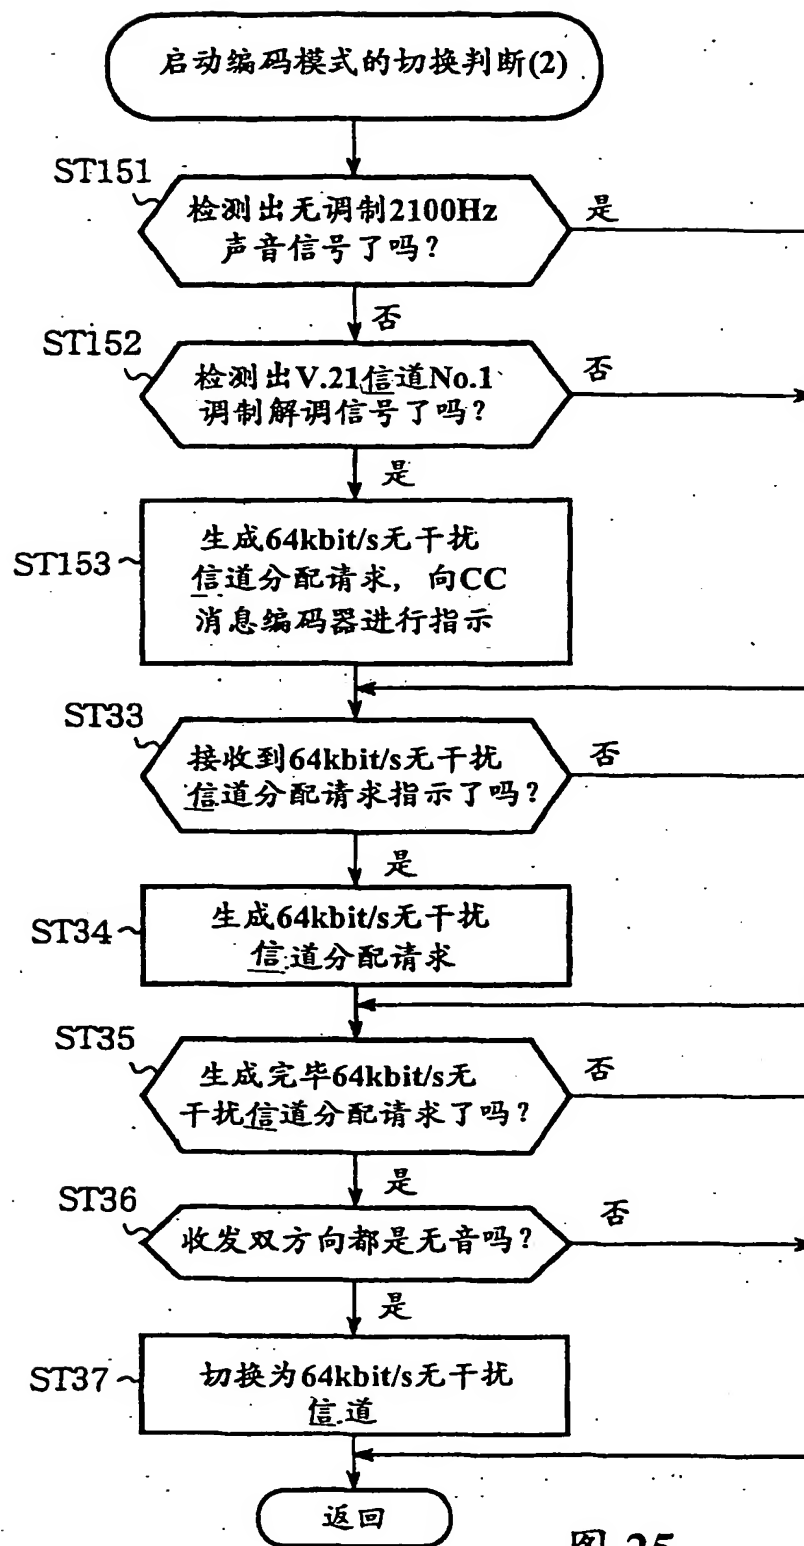 启动编码模式的切换判断(2)
ST151
检测出无调制2100Hz
声音信号了吗？
是
否
ST152
检测出V.21信道No.1
调制解调信号了吗？
否
是
ST153
生成64kbit/s无干扰
信道分配请求，向CC
消息编码器进行指示
ST33
接收到64kbit/s无干扰
信道分配请求指示了吗？
否
是
ST34
生成64kbit/s无干扰
信道分配请求
ST35
生成完毕64kbit/s无
干扰信道分配请求了吗？
否
是
ST36
收发双方向都是无音吗？
否
是
ST37
切换为64kbit/s无干扰
信道
返回